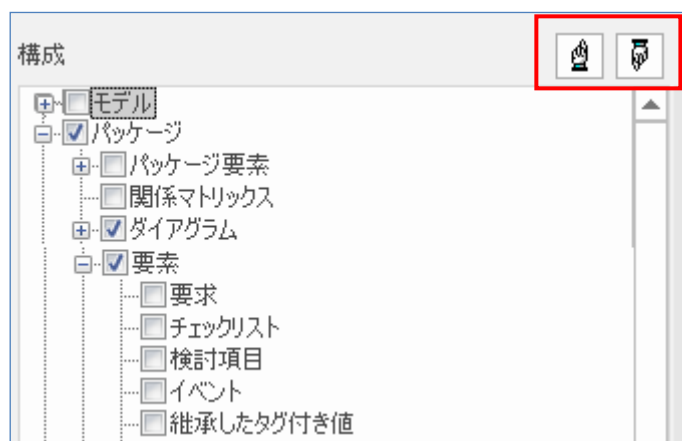 構成
モデル
パッケージ
パッケージ要素
関係マトリックス
ダイアグラム
要素
要求
チェックリスト
検討項目
イベント
継承したタグ付き値